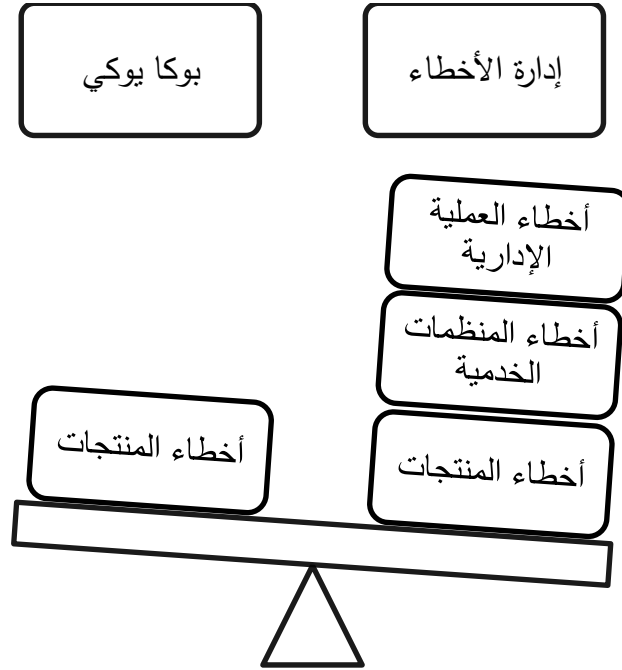 إدارة الأخطاء
بوكا يوكي
أخطاء العملية
الإدارية
أخطاء المنظمات
الخدمية
أخطاء المنتجات
أخطاء المنتجات